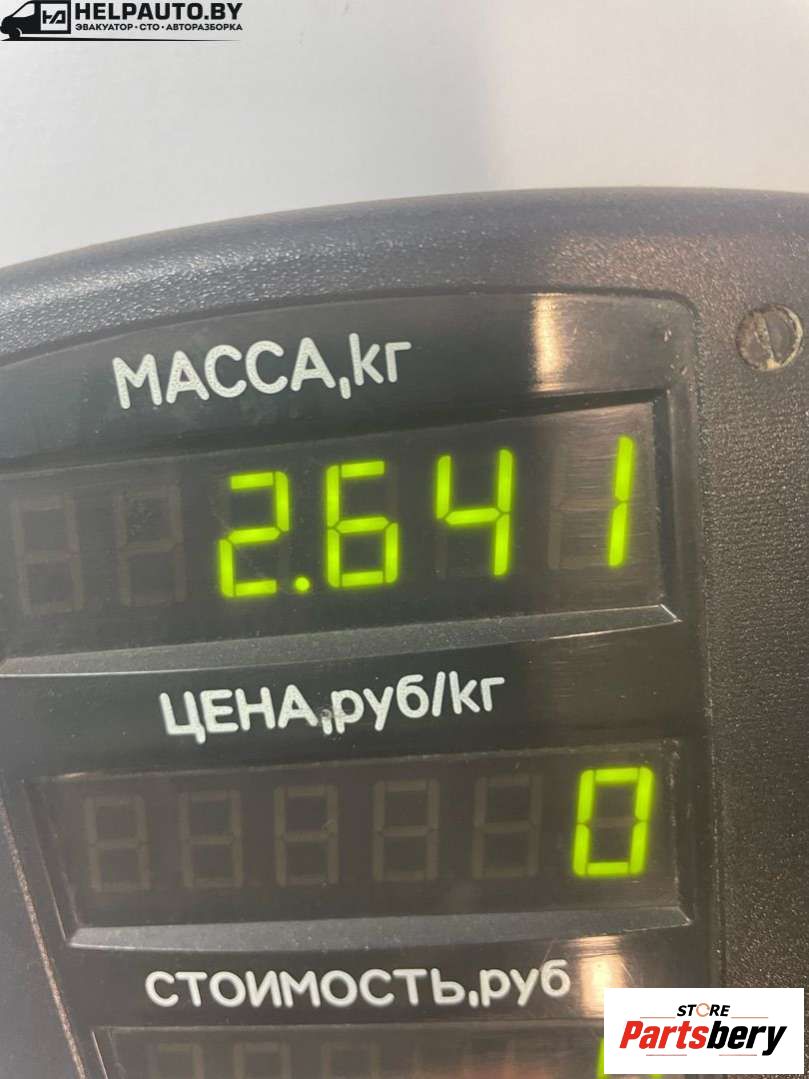 HELPAUTO.BY
ЭВАКУАТОР•СТО•АВТОРАЗБОРКА
МАССА,кг
2.641
ЦЕНА,руб/кг
0
СТОИМОСТЬ,руб
STORE
Partsbery